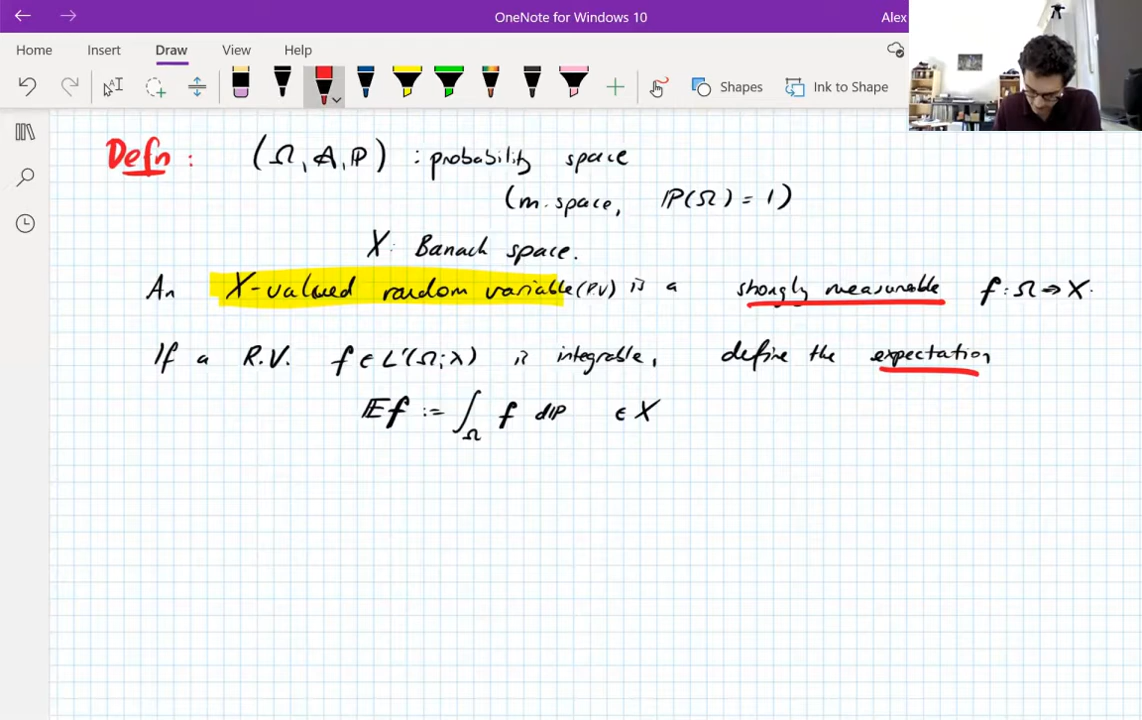 OneNote for Windows 10
Alex
Home Insert Draw View Help
Shapes Ink to Shape
Defn: (Ω, A, ℙ) : probability space
(m. space, ℙ(Ω) = 1)
X: Banach space.
An X-valued random variable (RV) is a strongly measurable f: Ω → X.
If a R.V. f ∈ L¹(Ω; X) is integrable, define the expectation
𝔼f := ∫_Ω f dℙ ∈ X